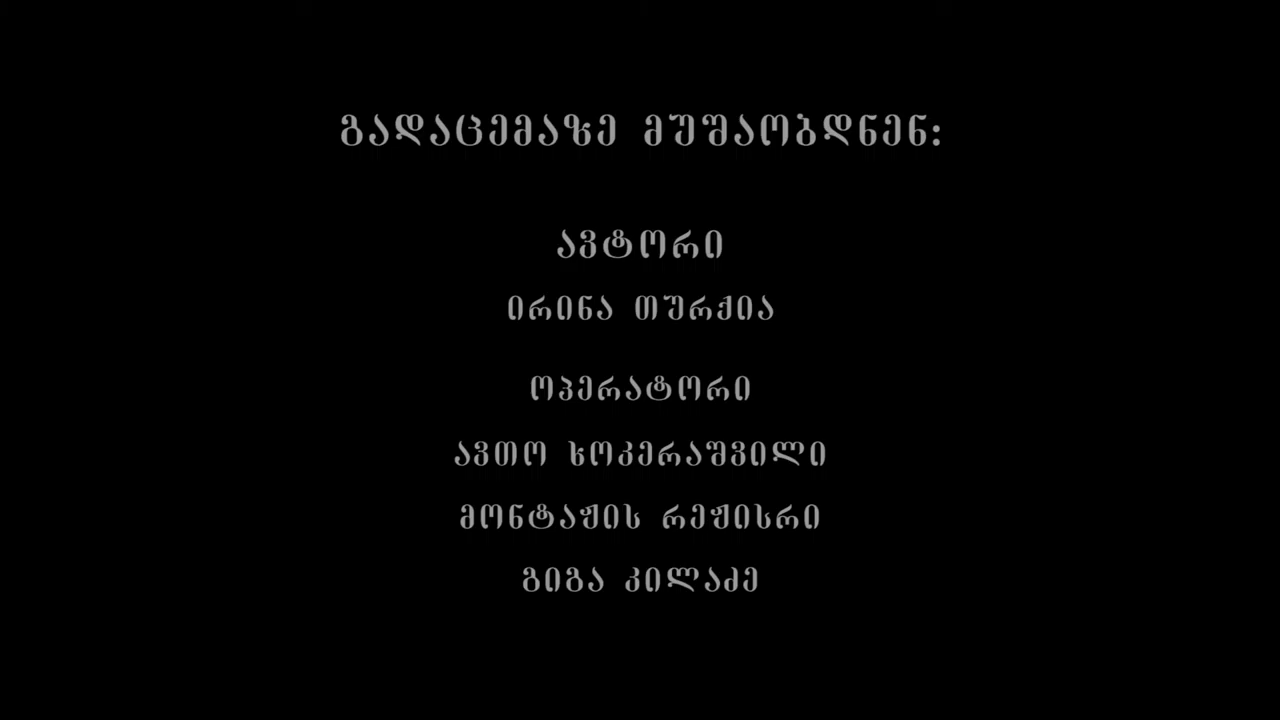 გადაცემაზე მუშაობდნენ:
ავტორი
ირინა თურქია
ოპერატორი
ავთო ხოკერაშვილი
მონტაჟის რეჟისრი
გიგა კილაძე